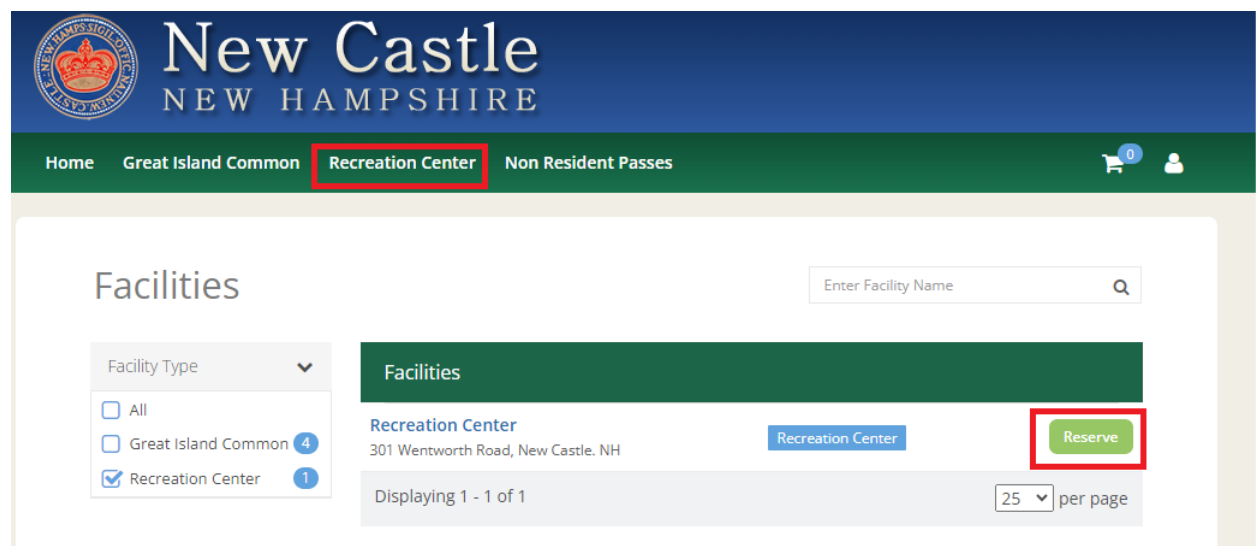 New Castle
NEW HAMPSHIRE
Home Great Island Common Recreation Center Non Resident Passes 0
Facilities
Enter Facility Name
Facility Type
All
Great Island Common 4
Recreation Center 1
Facilities
Recreation Center
301 Wentworth Road, New Castle. NH
Recreation Center
Reserve
Displaying 1 - 1 of 1
25 per page